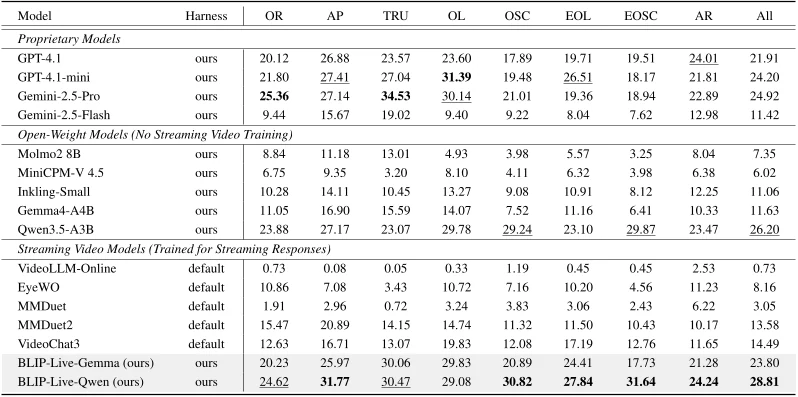 Model Harness OR AP TRU OL OSC EOL EOSC AR All
Proprietary Models
GPT-4.1 ours 20.12 26.88 23.57 23.60 17.89 19.71 19.51 24.01 21.91
GPT-4.1-mini ours 21.80 27.41 27.04 31.39 19.48 26.51 18.17 21.81 24.20
Gemini-2.5-Pro ours 25.36 27.14 34.53 30.14 21.01 19.36 18.94 22.89 24.92
Gemini-2.5-Flash ours 9.44 15.67 19.02 9.40 9.22 8.04 7.62 12.98 11.42
Open-Weight Models (No Streaming Video Training)
Molmo2 8B ours 8.84 11.18 13.01 4.93 3.98 5.57 3.25 8.04 7.35
MiniCPM-V 4.5 ours 6.75 9.35 3.20 8.10 4.11 6.32 3.98 6.38 6.02
Inkling-Small ours 10.28 14.11 10.45 13.27 9.08 10.91 8.12 12.25 11.06
Gemma4-A4B ours 11.05 16.90 15.59 14.07 7.52 11.16 6.41 10.33 11.63
Qwen3.5-A3B ours 23.88 27.17 23.07 29.78 29.24 23.10 29.87 23.47 26.20
Streaming Video Models (Trained for Streaming Responses)
VideoLLM-Online default 0.73 0.08 0.05 0.33 1.19 0.45 0.45 2.53 0.73
EyeWO default 10.86 7.08 3.43 10.72 7.16 10.20 4.56 11.23 8.16
MMDuet default 1.91 2.96 0.72 3.24 3.83 3.06 2.43 6.22 3.05
MMDuet2 default 15.47 20.89 14.15 14.74 11.32 11.50 10.43 10.17 13.58
VideoChat3 default 12.63 16.71 13.07 19.83 12.08 17.19 12.76 11.65 14.49
BLIP-Live-Gemma (ours) ours 20.23 25.97 30.06 29.83 20.89 24.41 17.73 21.28 23.80
BLIP-Live-Qwen (ours) ours 24.62 31.77 30.47 29.08 30.82 27.84 31.64 24.24 28.81